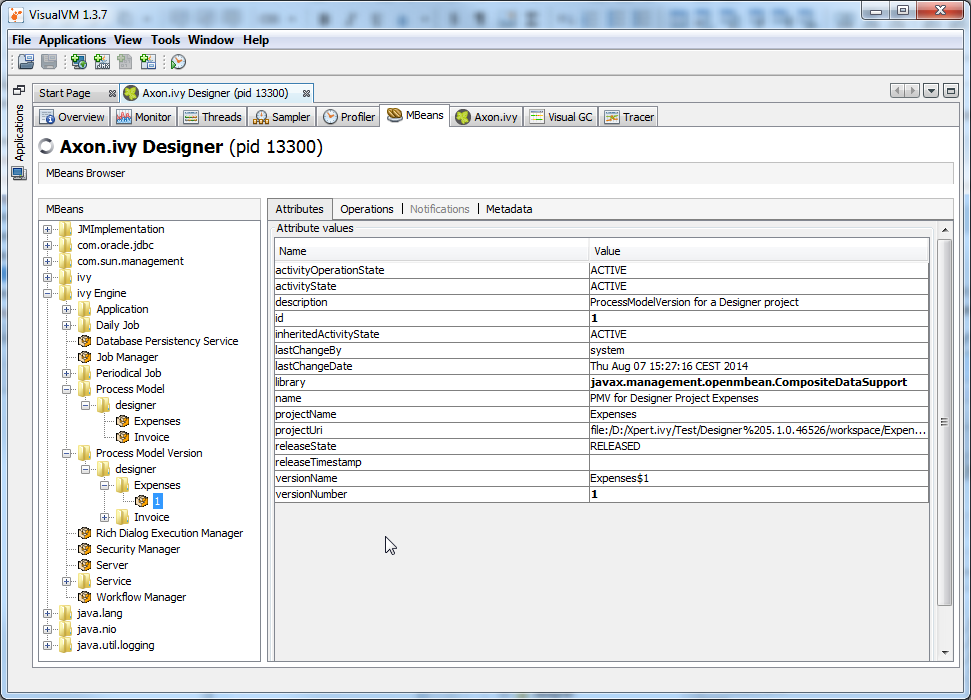 VisualVM 1.3.7
File Applications View Tools Window Help
Start Page
Axon.ivy Designer (pid 13300)
Applications
Overview Monitor Threads Sampler Profiler MBeans Axon.ivy Visual GC Tracer
Axon.ivy Designer (pid 13300)
MBeans Browser
MBeans
JMImplementation
com.oracle.jdbc
com.sun.management
ivy
ivy Engine
Application
Daily Job
Database Persistency Service
Job Manager
Periodical Job
Process Model
designer
Expenses
Invoice
Process Model Version
designer
Expenses
1
Invoice
Rich Dialog Execution Manager
Security Manager
Server
Service
Workflow Manager
java.lang
java.nio
java.util.logging
Attributes Operations Notifications Metadata
Attribute values
Name Value
activityOperationState ACTIVE
activityState ACTIVE
description ProcessModelVersion for a Designer project
id 1
inheritedActivityState ACTIVE
lastChangeBy system
lastChangeDate Thu Aug 07 15:27:16 CEST 2014
library javax.management.openmbean.CompositeDataSupport
name PMV for Designer Project Expenses
projectName Expenses
projectUri file:/D:/Xpert.ivy/Test/Designer%205.1.0.46526/workspace/Expen...
releaseState RELEASED
releaseTimestamp
versionName Expenses$1
versionNumber 1